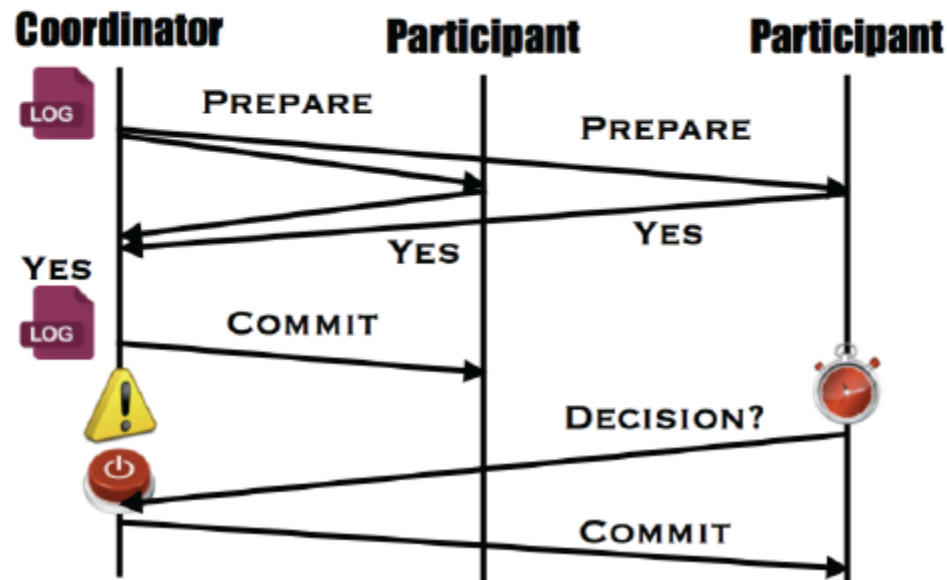 Coordinator
Participant
Participant
LOG
PREPARE
PREPARE
YES
YES
YES
LOG
COMMIT
DECISION?
COMMIT